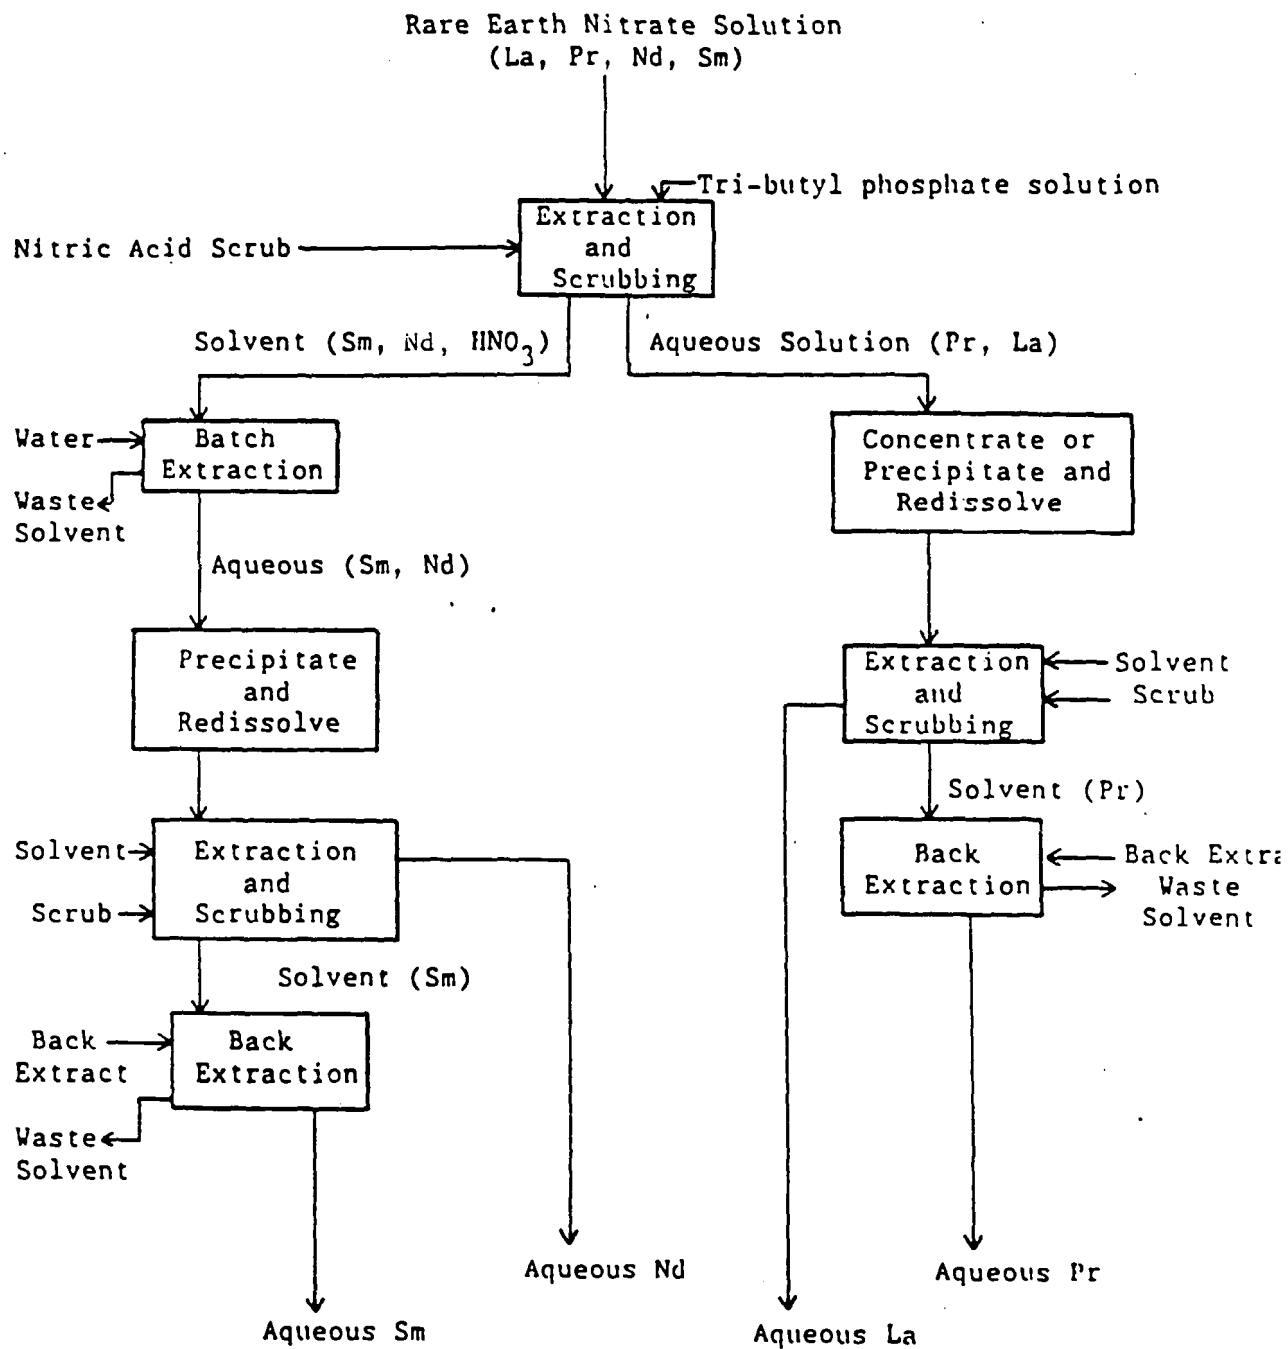 Rare Earth Nitrate Solution
(La, Pr, Nd, Sm)
Tri-butyl phosphate solution
Nitric Acid Scrub
Extraction
and
Scrubbing
Solvent (Sm, Nd, HNO3)
Aqueous Solution (Pr, La)
Water
Batch
Extraction
Waste
Solvent
Concentrate or
Precipitate and
Redissolve
Aqueous (Sm, Nd)
Precipitate
and
Redissolve
Extraction
and
Scrubbing
Solvent
Scrub
Solvent (Pr)
Solvent
Scrub
Extraction
and
Scrubbing
Back
Extraction
Back Extra
Waste
Solvent
Solvent (Sm)
Back
Extract
Back
Extraction
Waste
Solvent
Aqueous Nd
Aqueous Pr
Aqueous Sm
Aqueous La